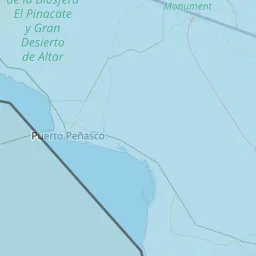 de la Biosfera
El Pinacate
y Gran
Desierto
de Altar
Monument
Puerto Peñasco